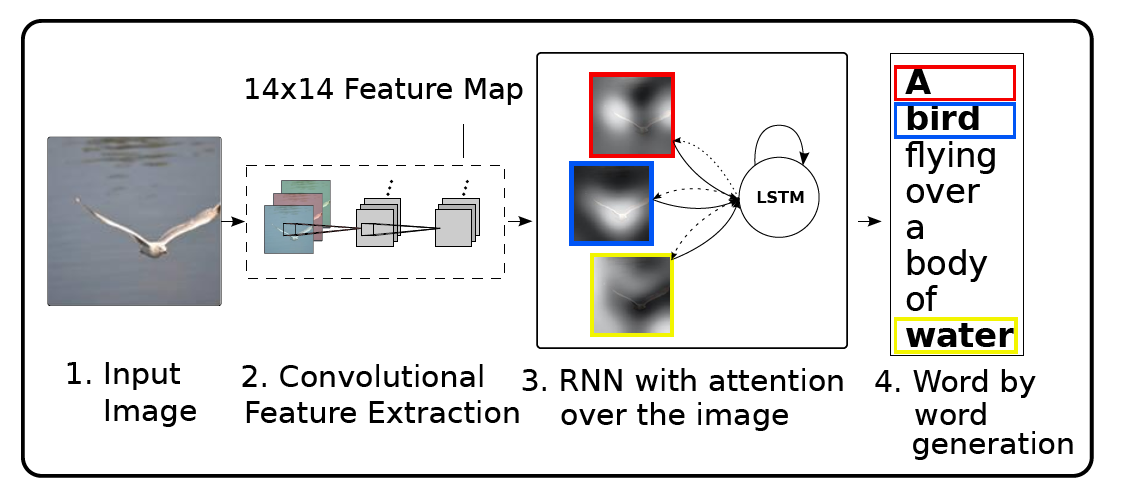 14x14 Feature Map
LSTM
A
bird
flying
over
a
body
of
water
1. Input
Image
2. Convolutional
Feature Extraction
3. RNN with attention
over the image
4. Word by
word
generation